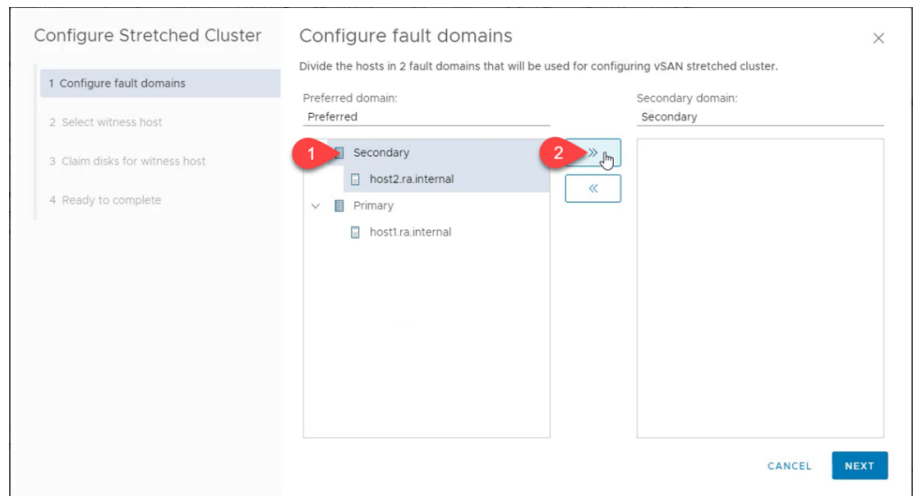 Configure Stretched Cluster
1 Configure fault domains
2 Select witness host
3 Claim disks for witness host
4 Ready to complete
Configure fault domains
Divide the hosts in 2 fault domains that will be used for configuring vSAN stretched cluster.
Preferred domain:
Preferred
1 Secondary
host2.ra.internal
Primary
host1.ra.internal
2 »
«
Secondary domain:
Secondary
CANCEL
NEXT